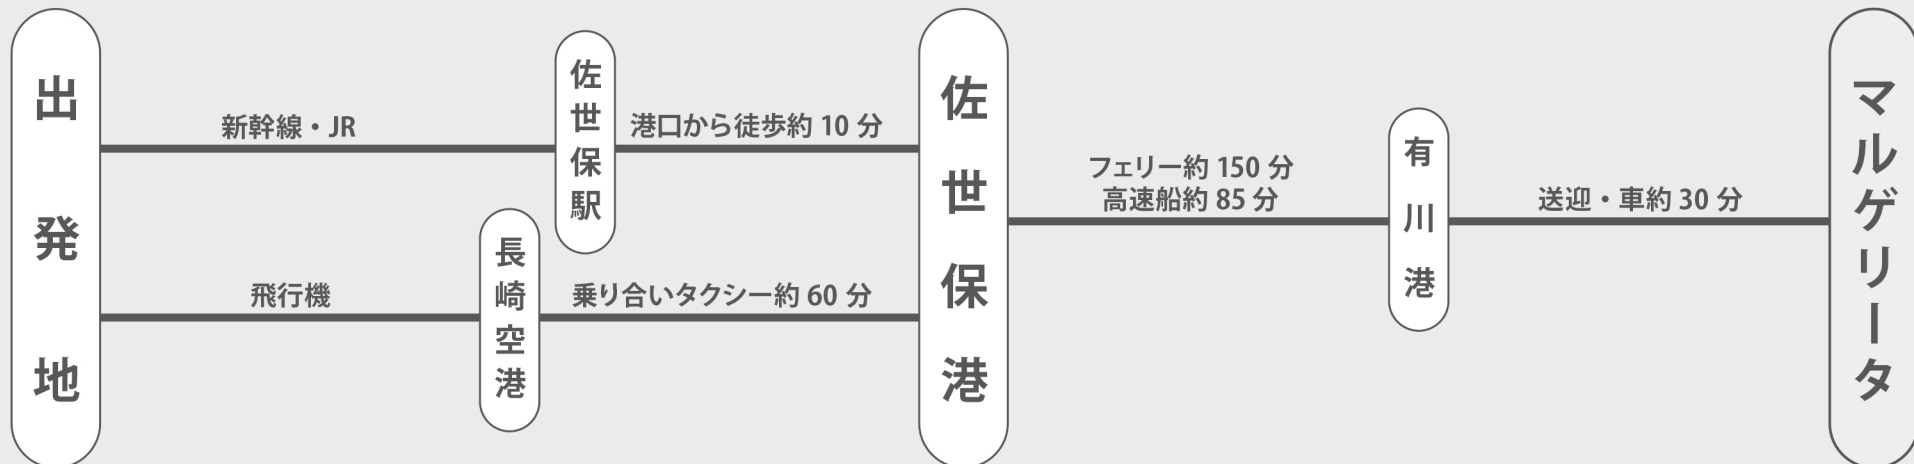 出発地
新幹線・JR
佐世保駅
港口から徒歩約 10 分
飛行機
長崎空港
乗り合いタクシー約 60 分
佐世保港
フェリー約 150 分
高速船約 85 分
有川港
送迎・車約 30 分
マルゲリータ